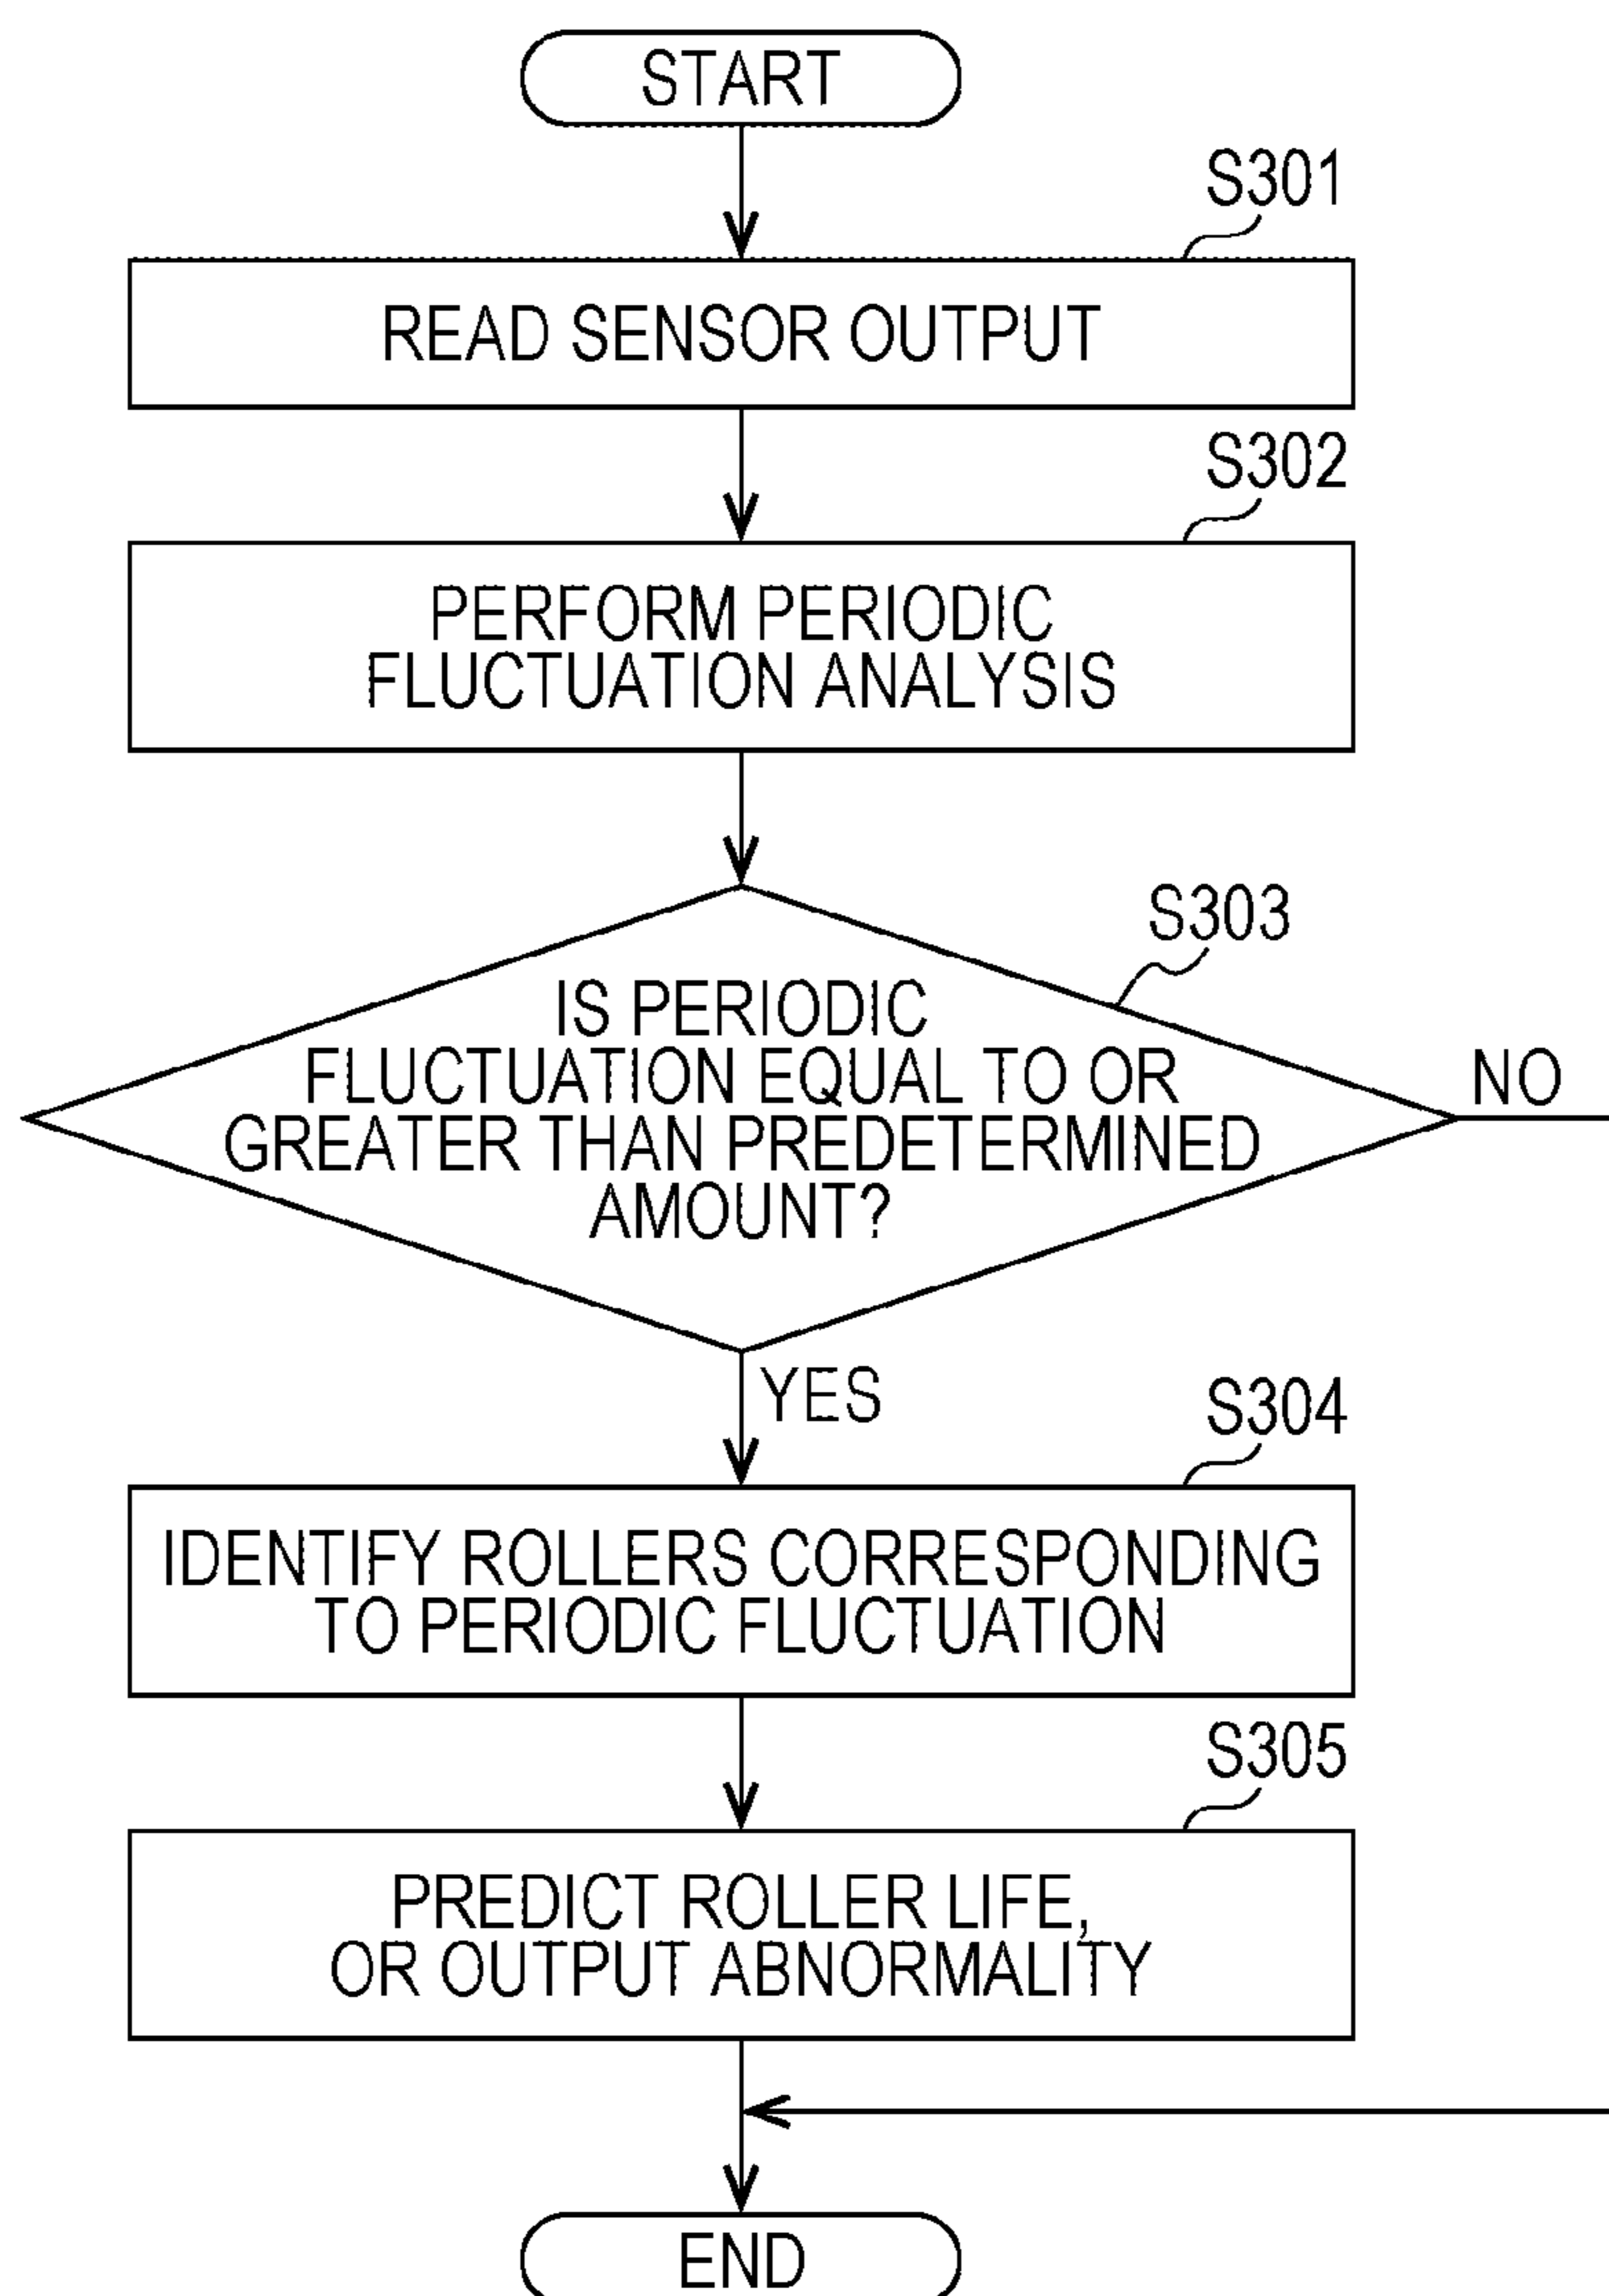 START
S301
READ SENSOR OUTPUT
S302
PERFORM PERIODIC
FLUCTUATION ANALYSIS
S303
IS PERIODIC
FLUCTUATION EQUAL TO OR
GREATER THAN PREDETERMINED
AMOUNT?
NO
YES
S304
IDENTIFY ROLLERS CORRESPONDING
TO PERIODIC FLUCTUATION
S305
PREDICT ROLLER LIFE,
OR OUTPUT ABNORMALITY
END